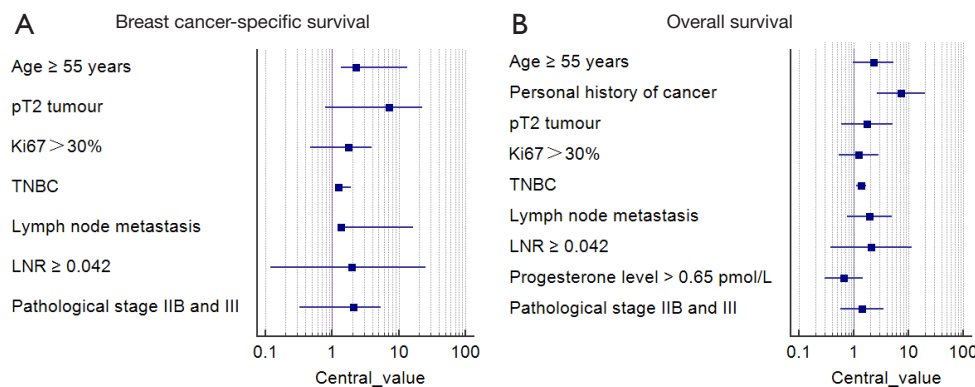 A
Breast cancer-specific survival
Age ≥ 55 years
pT2 tumour
Ki67＞30%
TNBC
Lymph node metastasis
LNR ≥ 0.042
Pathological stage IIB and III
0.1 1 10 100
Central_value
B
Overall survival
Age ≥ 55 years
Personal history of cancer
pT2 tumour
Ki67＞30%
TNBC
Lymph node metastasis
LNR ≥ 0.042
Progesterone level > 0.65 pmol/L
Pathological stage IIB and III
0.1 1 10 100
Central_value